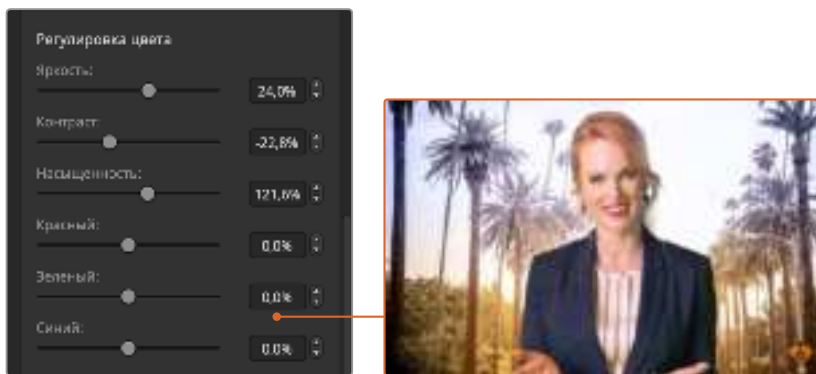 Регулировка цвета
Яркость:
24,0%
Контраст:
-22,8%
Насыщенность:
121,6%
Красный:
0,0%
Зеленый:
0,0%
Синий:
0,0%